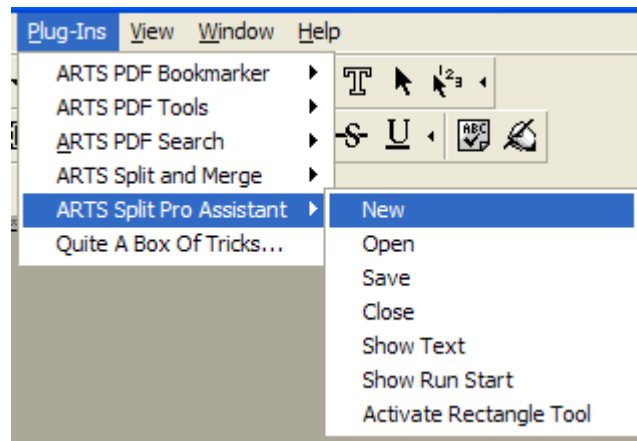 Plug-Ins View Window Help
ARTS PDF Bookmarker
ARTS PDF Tools
ARTS PDF Search
ARTS Split and Merge
ARTS Split Pro Assistant
Quite A Box Of Tricks...
New
Open
Save
Close
Show Text
Show Run Start
Activate Rectangle Tool
T
123
S U ABC